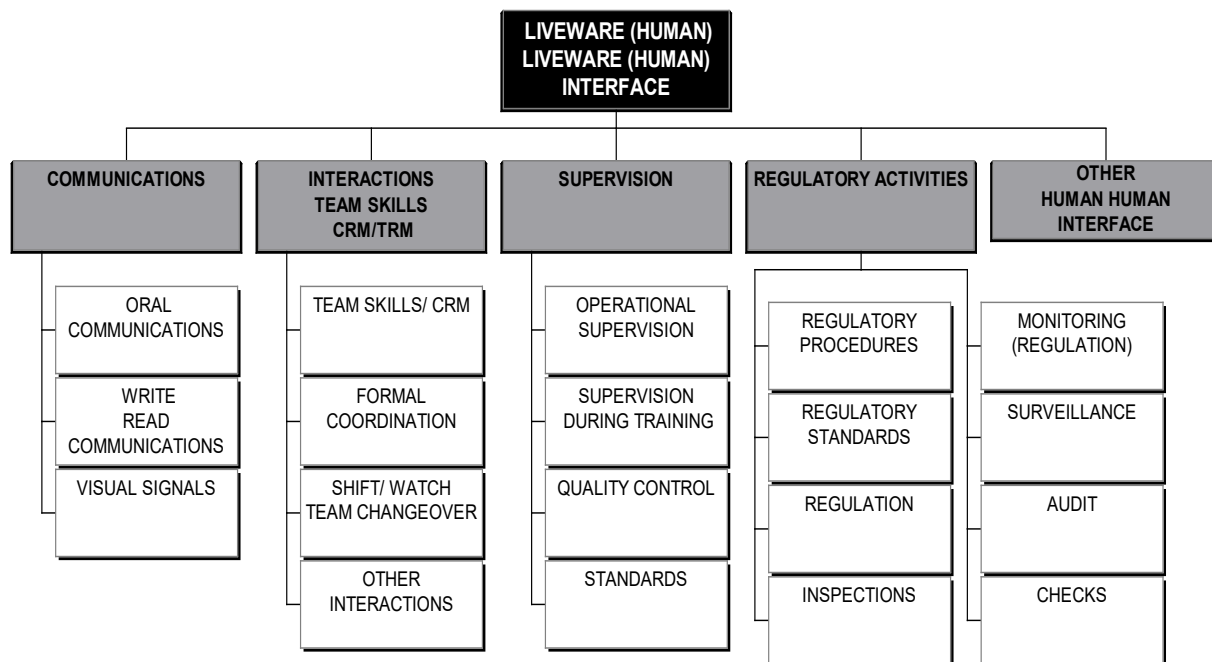 LIVEWARE (HUMAN)
LIVEWARE (HUMAN)
INTERFACE
COMMUNICATIONS
INTERACTIONS
TEAM SKILLS
CRM/TRM
SUPERVISION
REGULATORY ACTIVITIES
OTHER
HUMAN HUMAN
INTERFACE
ORAL
COMMUNICATIONS
WRITE
READ
COMMUNICATIONS
VISUAL SIGNALS
TEAM SKILLS/ CRM
FORMAL
COORDINATION
SHIFT/ WATCH
TEAM CHANGEOVER
OTHER
INTERACTIONS
OPERATIONAL
SUPERVISION
SUPERVISION
DURING TRAINING
QUALITY CONTROL
STANDARDS
REGULATORY
PROCEDURES
REGULATORY
STANDARDS
REGULATION
INSPECTIONS
MONITORING
(REGULATION)
SURVEILLANCE
AUDIT
CHECKS